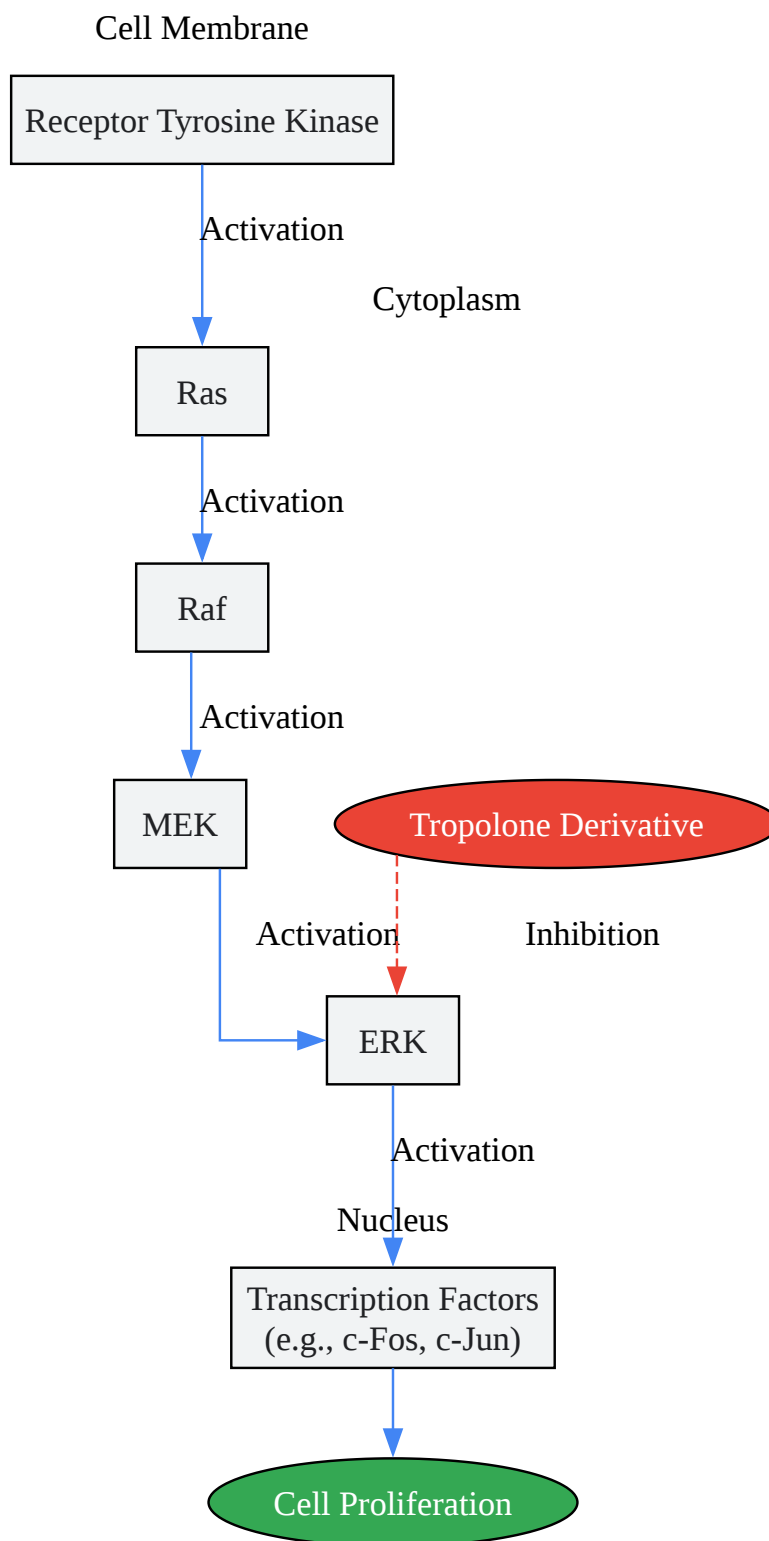 Cell Membrane
Receptor Tyrosine Kinase
Activation
Cytoplasm
Ras
Activation
Raf
Activation
MEK
Tropolone Derivative
Activation
Inhibition
ERK
Activation
Nucleus
Transcription Factors
(e.g., c-Fos, c-Jun)
Cell Proliferation